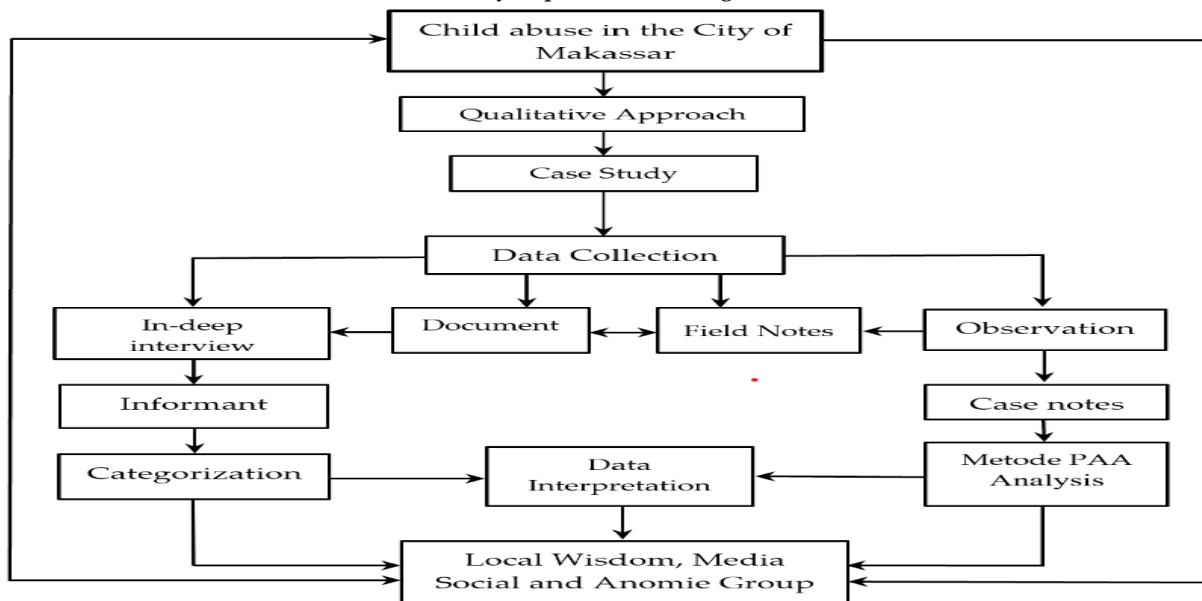 Child abuse in the City of
Makassar
Qualitative Approach
Case Study
Data Collection
In-deep
interview
Document
Field Notes
Observation
Informant
Case notes
Categorization
Data
Interpretation
Metode PAA
Analysis
Local Wisdom, Media
Social and Anomie Group